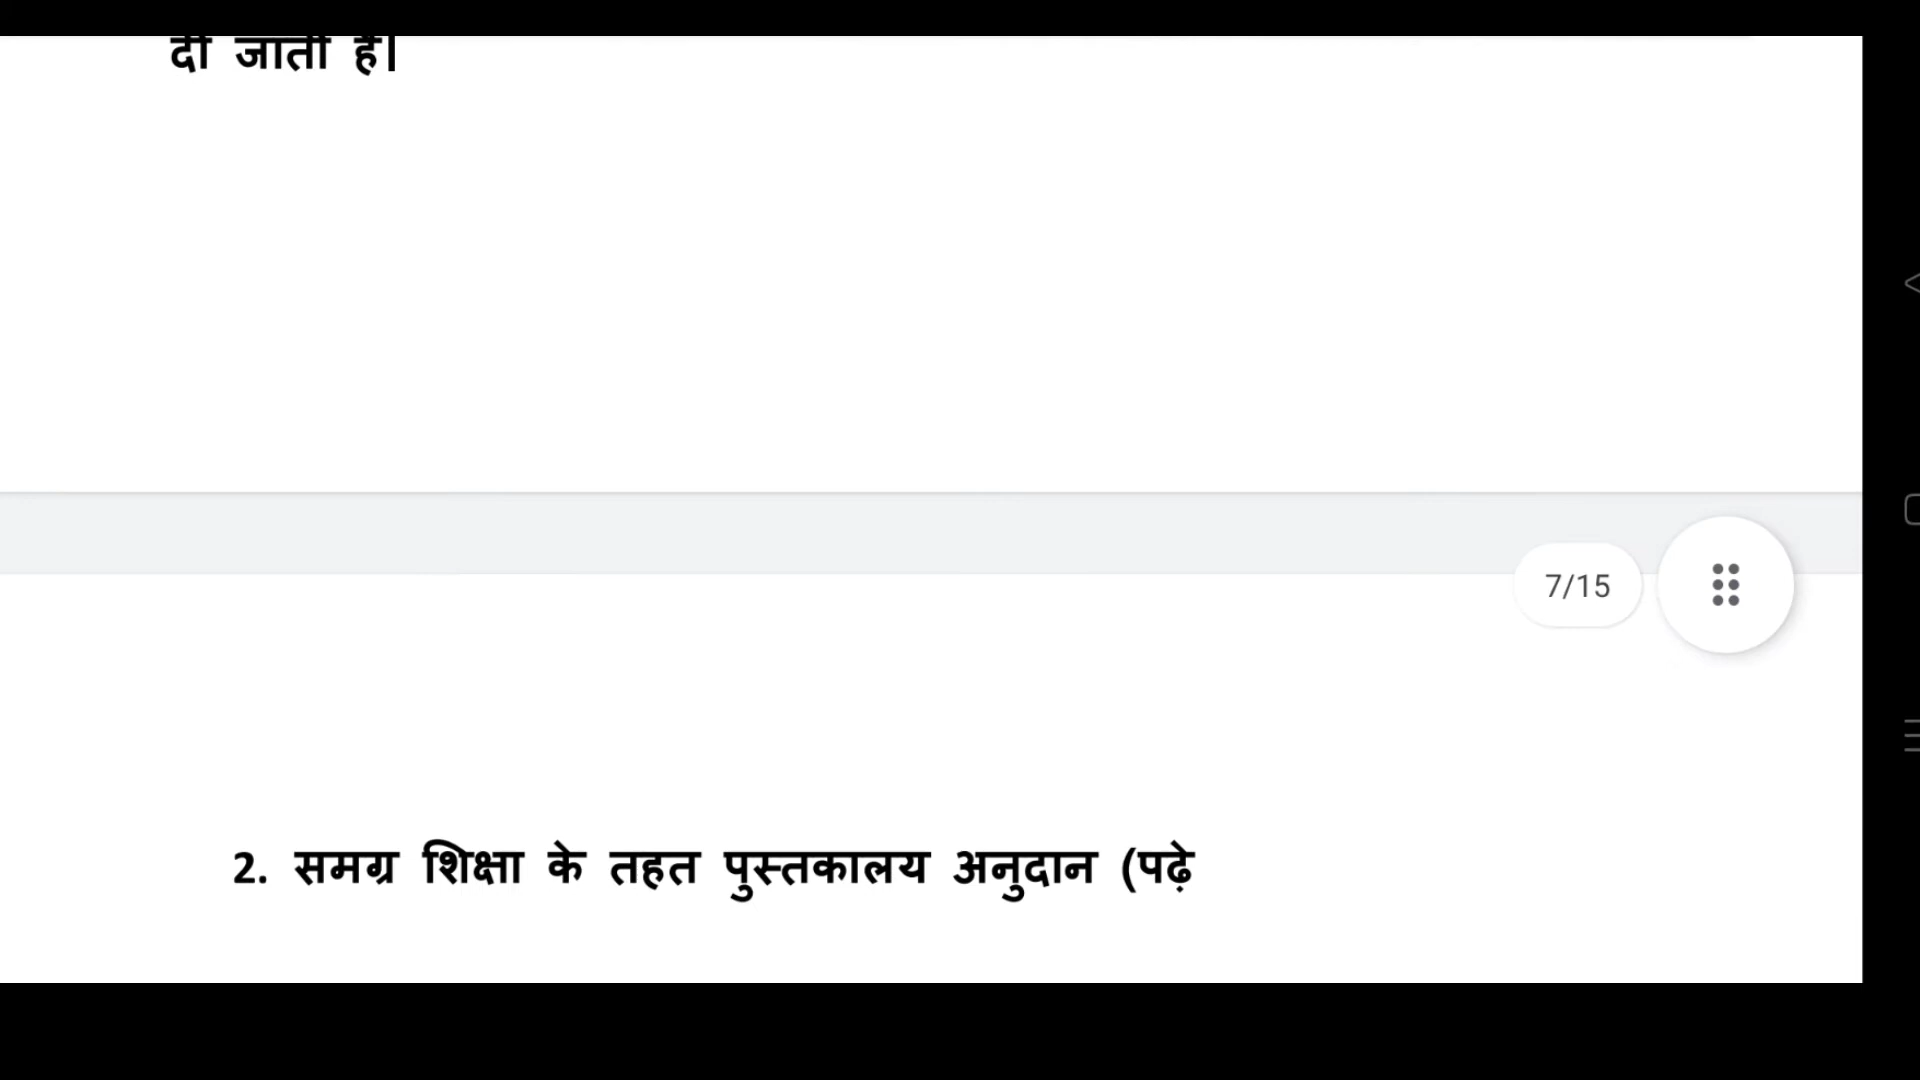 दी जाती है।
7/15
2. समग्र शिक्षा के तहत पुस्तकालय अनुदान (पढ़े